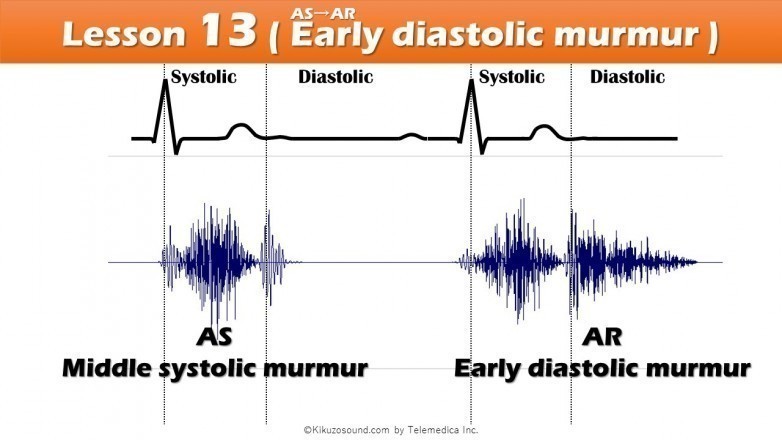 AS→AR
Lesson 13 ( Early diastolic murmur )
Systolic Diastolic Systolic Diastolic
AS
Middle systolic murmur
AR
Early diastolic murmur
©Kikuzosound.com by Telemedica Inc.